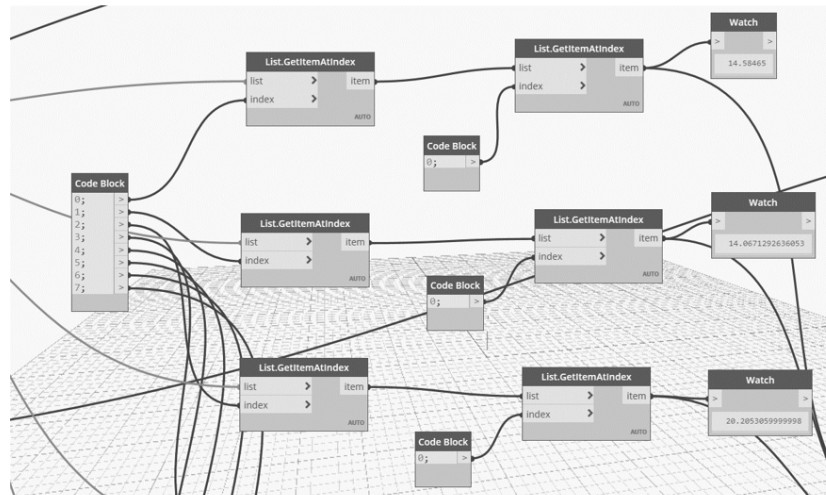 List.GetItemAtIndex
list > item
index >
AUTO
List.GetItemAtIndex
list > item
index >
AUTO
Watch
>  >
14.58465
Code Block
0; >
Code Block
0; >
1; >
2; >
3; >
4; >
5; >
6; >
7; >
List.GetItemAtIndex
list > item
index >
AUTO
List.GetItemAtIndex
list > item
index >
AUTO
Watch
> >
14.0671292636053
Code Block
0; >
List.GetItemAtIndex
list > item
index >
AUTO
List.GetItemAtIndex
list > item
index >
AUTO
Watch
> >
20.2053059999998
Code Block
0; >